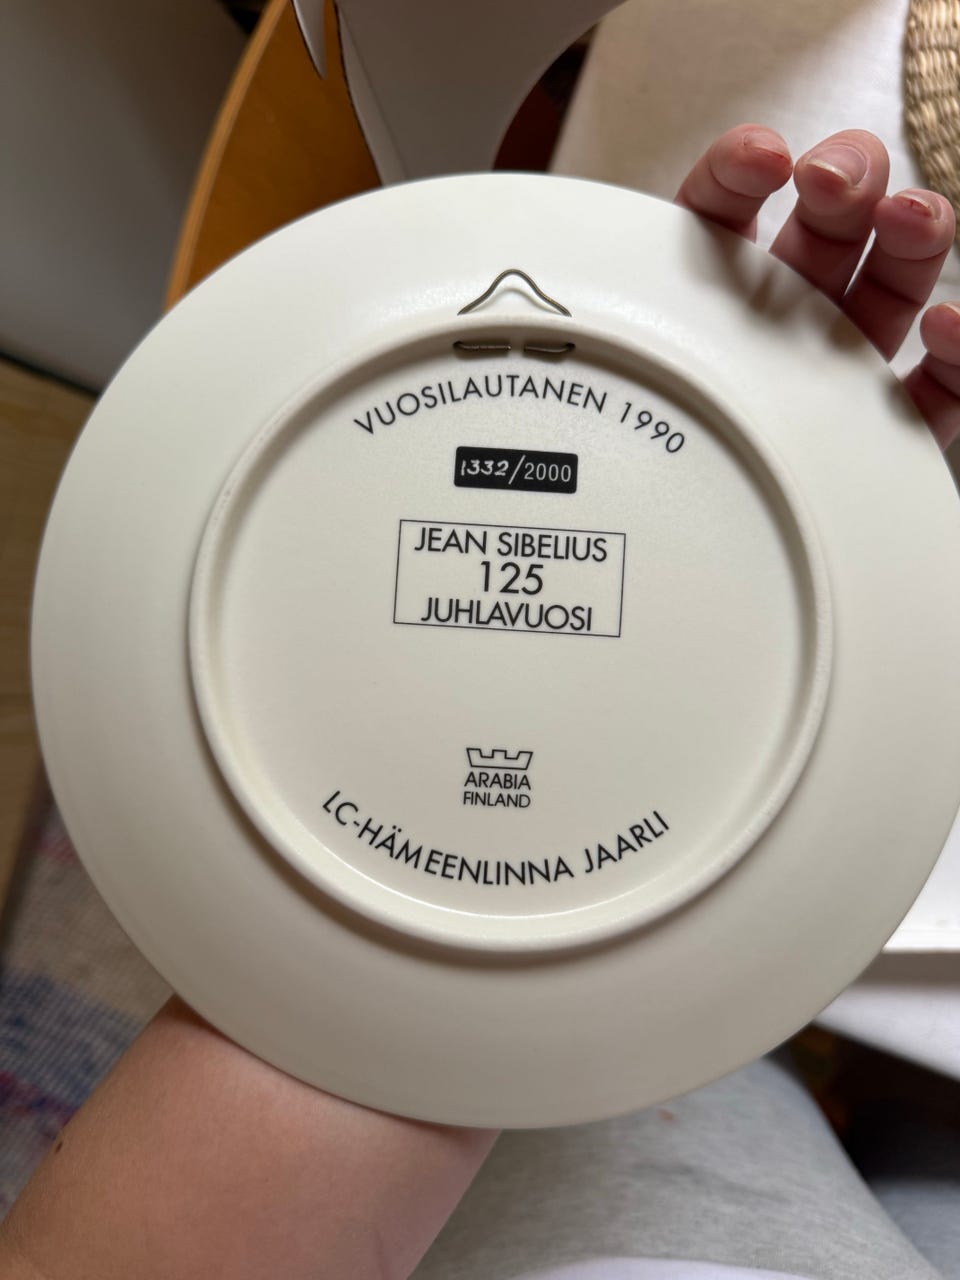 VUOSILAUTANEN 1990
1332/2000
JEAN SIBELIUS
125
JUHLAVUOSI
ARABIA
FINLAND
LC-HÄMEENLINNA JAARLI